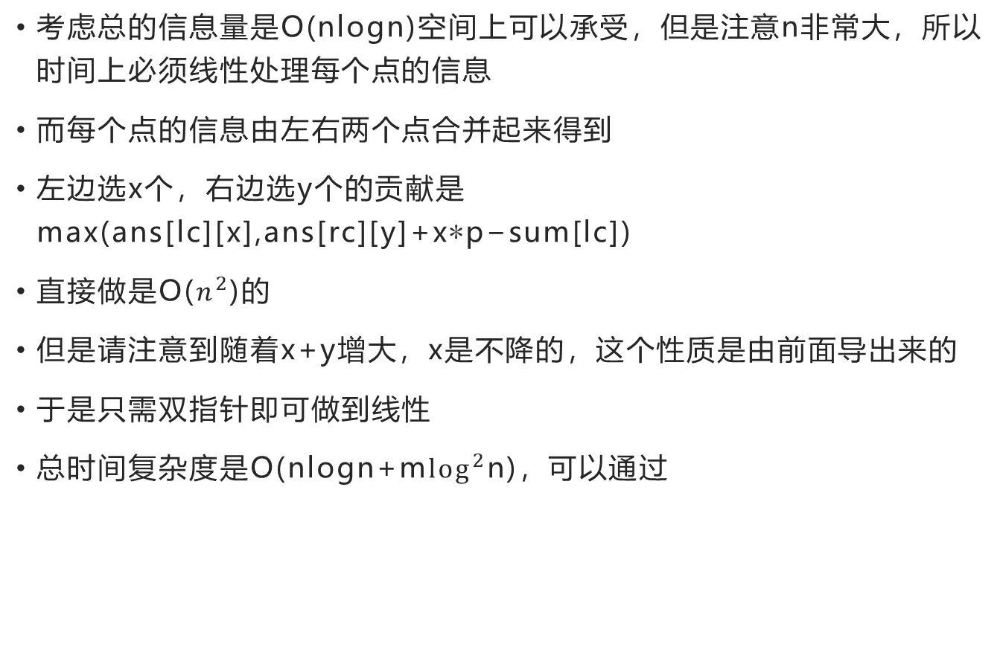 • 考虑总的信息量是O(nlogn)空间上可以承受，但是注意n非常大，所以
时间上必须线性处理每个点的信息
• 而每个点的信息由左右两个点合并起来得到
• 左边选x个，右边选y个的贡献是
max(ans[lc][x],ans[rc][y]+x*p−sum[lc])
• 直接做是O(n²)的
• 但是请注意到随着x+y增大，x是不降的，这个性质是由前面导出来的
• 于是只需双指针即可做到线性
• 总时间复杂度是O(nlogn+mlog²n)，可以通过